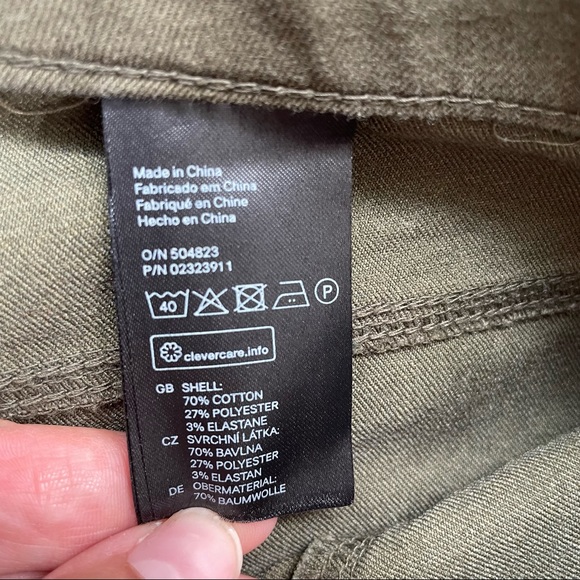 Made in China
Fabricado em China
Fabriqué en Chine
Hecho en China
O/N 504823
P/N 02323911
40 P
clevercare.info
GB SHELL:
70% COTTON
27% POLYESTER
3% ELASTANE
CZ SVRCHNÍ LÁTKA:
70% BAVLNA
27% POLYESTER
3% ELASTAN
DE OBERMATERIAL:
70% BAUMWOLLE